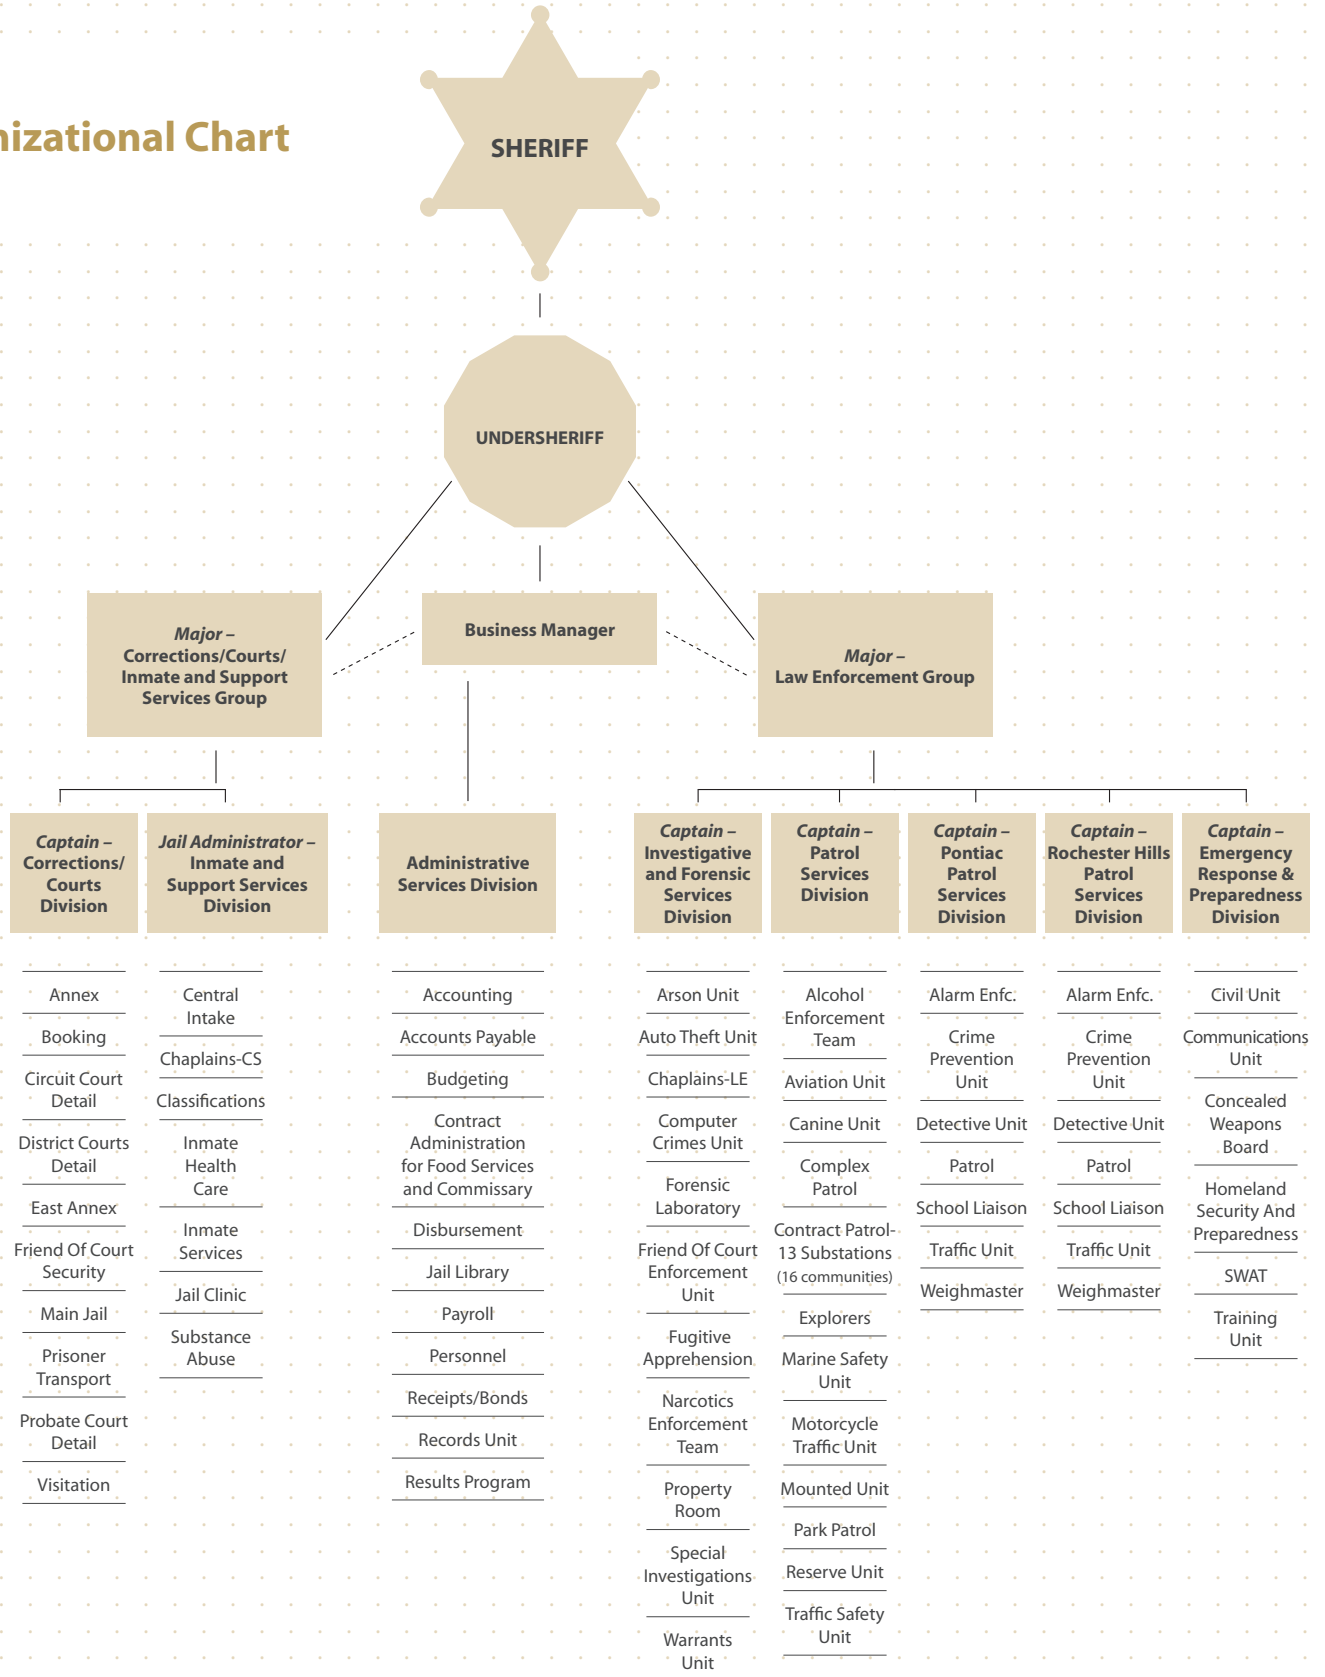 nizational Chart
SHERIFF
UNDERSHERIFF
Major –
Corrections/Courts/
Inmate and Support
Services Group
Business Manager
Major –
Law Enforcement Group
Captain –
Corrections/
Courts
Division
Annex
Booking
Circuit Court
Detail
District Courts
Detail
East Annex
Friend Of Court
Security
Main Jail
Prisoner
Transport
Probate Court
Detail
Visitation
Jail Administrator –
Inmate and
Support Services
Division
Central
Intake
Chaplains-CS
Classifications
Inmate
Health
Care
Inmate
Services
Jail Clinic
Substance
Abuse
Administrative
Services Division
Accounting
Accounts Payable
Budgeting
Contract
Administration
for Food Services
and Commissary
Disbursement
Jail Library
Payroll
Personnel
Receipts/Bonds
Records Unit
Results Program
Captain –
Investigative
and Forensic
Services
Division
Arson Unit
Auto Theft Unit
Chaplains-LE
Computer
Crimes Unit
Forensic
Laboratory
Friend Of Court
Enforcement
Unit
Fugitive
Apprehension
Narcotics
Enforcement
Team
Property
Room
Special
Investigations
Unit
Warrants
Unit
Captain –
Patrol
Services
Division
Alcohol
Enforcement
Team
Aviation Unit
Canine Unit
Complex
Patrol
Contract Patrol-
13 Substations
(16 communities)
Explorers
Marine Safety
Unit
Motorcycle
Traffic Unit
Mounted Unit
Park Patrol
Reserve Unit
Traffic Safety
Unit
Captain –
Pontiac
Patrol
Services
Division
Alarm Enfc.
Crime
Prevention
Unit
Detective Unit
Patrol
School Liaison
Traffic Unit
Weighmaster
Captain –
Rochester Hills
Patrol
Services
Division
Alarm Enfc.
Crime
Prevention
Unit
Detective Unit
Patrol
School Liaison
Traffic Unit
Weighmaster
Captain –
Emergency
Response &
Preparedness
Division
Civil Unit
Communications
Unit
Concealed
Weapons
Board
Homeland
Security And
Preparedness
SWAT
Training
Unit